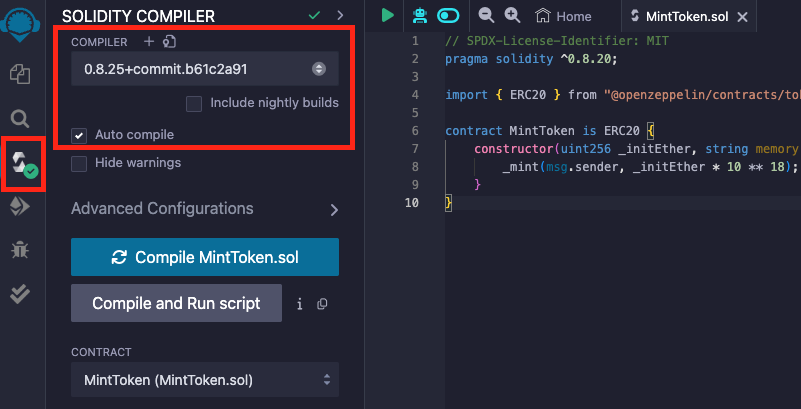 SOLIDITY COMPILER
COMPILER
0.8.25+commit.b61c2a91
Include nightly builds
Auto compile
Hide warnings
Advanced Configurations
Compile MintToken.sol
Compile and Run script
i
CONTRACT
MintToken (MintToken.sol)
Home
MintToken.sol
1 // SPDX-License-Identifier: MIT
2 pragma solidity ^0.8.20;
3
4 import { ERC20 } from "@openzeppelin/contracts/to
5
6 contract MintToken is ERC20 {
7 constructor(uint256 _initEther, string memory
8 _mint(msg.sender, _initEther * 10 ** 18);
9 }
10 }